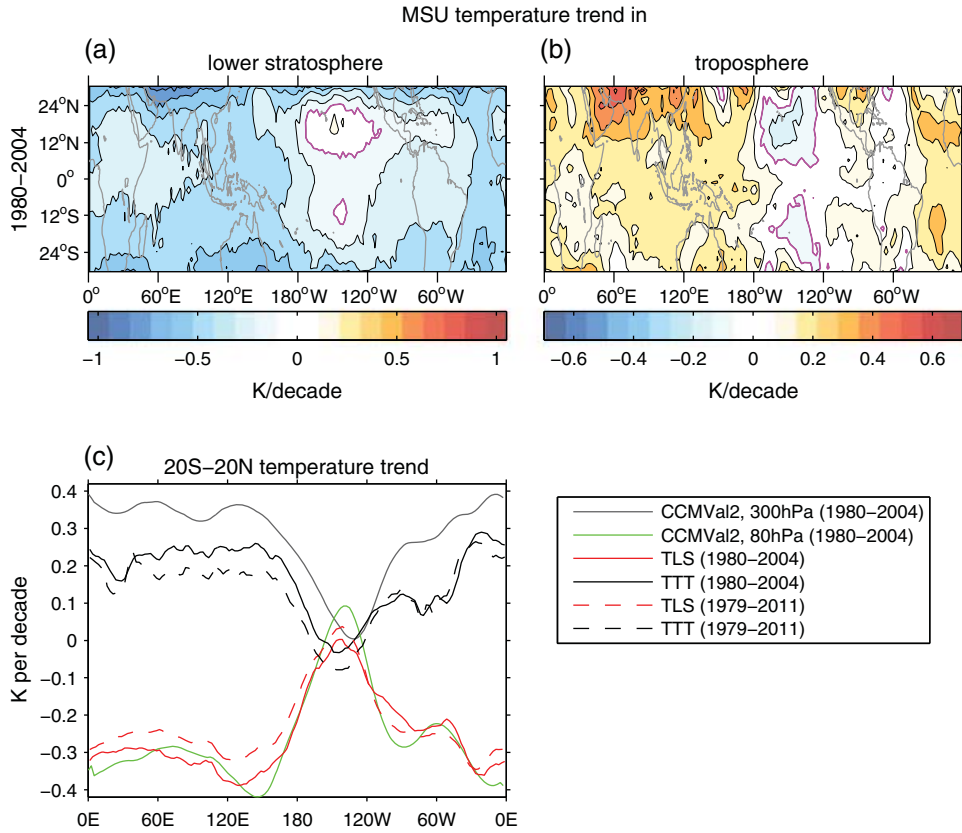 MSU temperature trend in
(a)
lower stratosphere
(b)
troposphere
1980−2004
24°N
12°N
0°
12°S
24°S
0° 60°E 120°E 180°W 120°W 60°W
−1 −0.5 0 0.5 1
K/decade
24°N
12°N
0°
12°S
24°S
0° 60°E 120°E 180°W 120°W 60°W
−0.6 −0.4 −0.2 0 0.2 0.4 0.6
K/decade
(c)
20S−20N temperature trend
K per decade
0.4
0.3
0.2
0.1
0
−0.1
−0.2
−0.3
−0.4
0E 60E 120E 180 120W 60W 0E
CCMVal2, 300hPa (1980−2004)
CCMVal2, 80hPa (1980−2004)
TLS (1980−2004)
TTT (1980−2004)
TLS (1979−2011)
TTT (1979−2011)